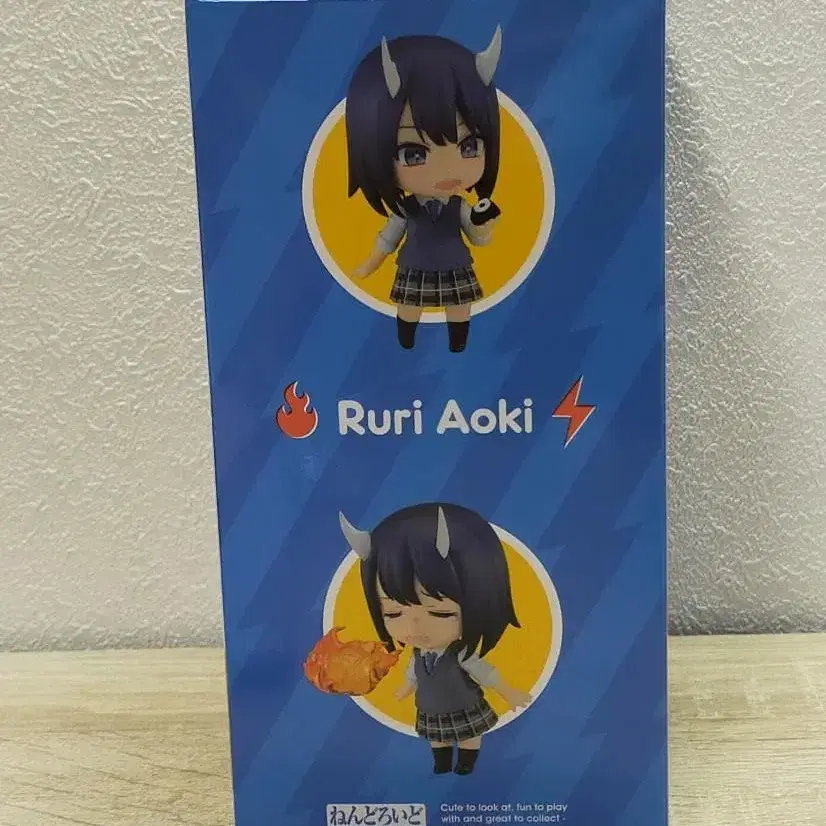 Ruri Aoki
ねんどろいど
Cute to look at, fun to play
with and great to collect -